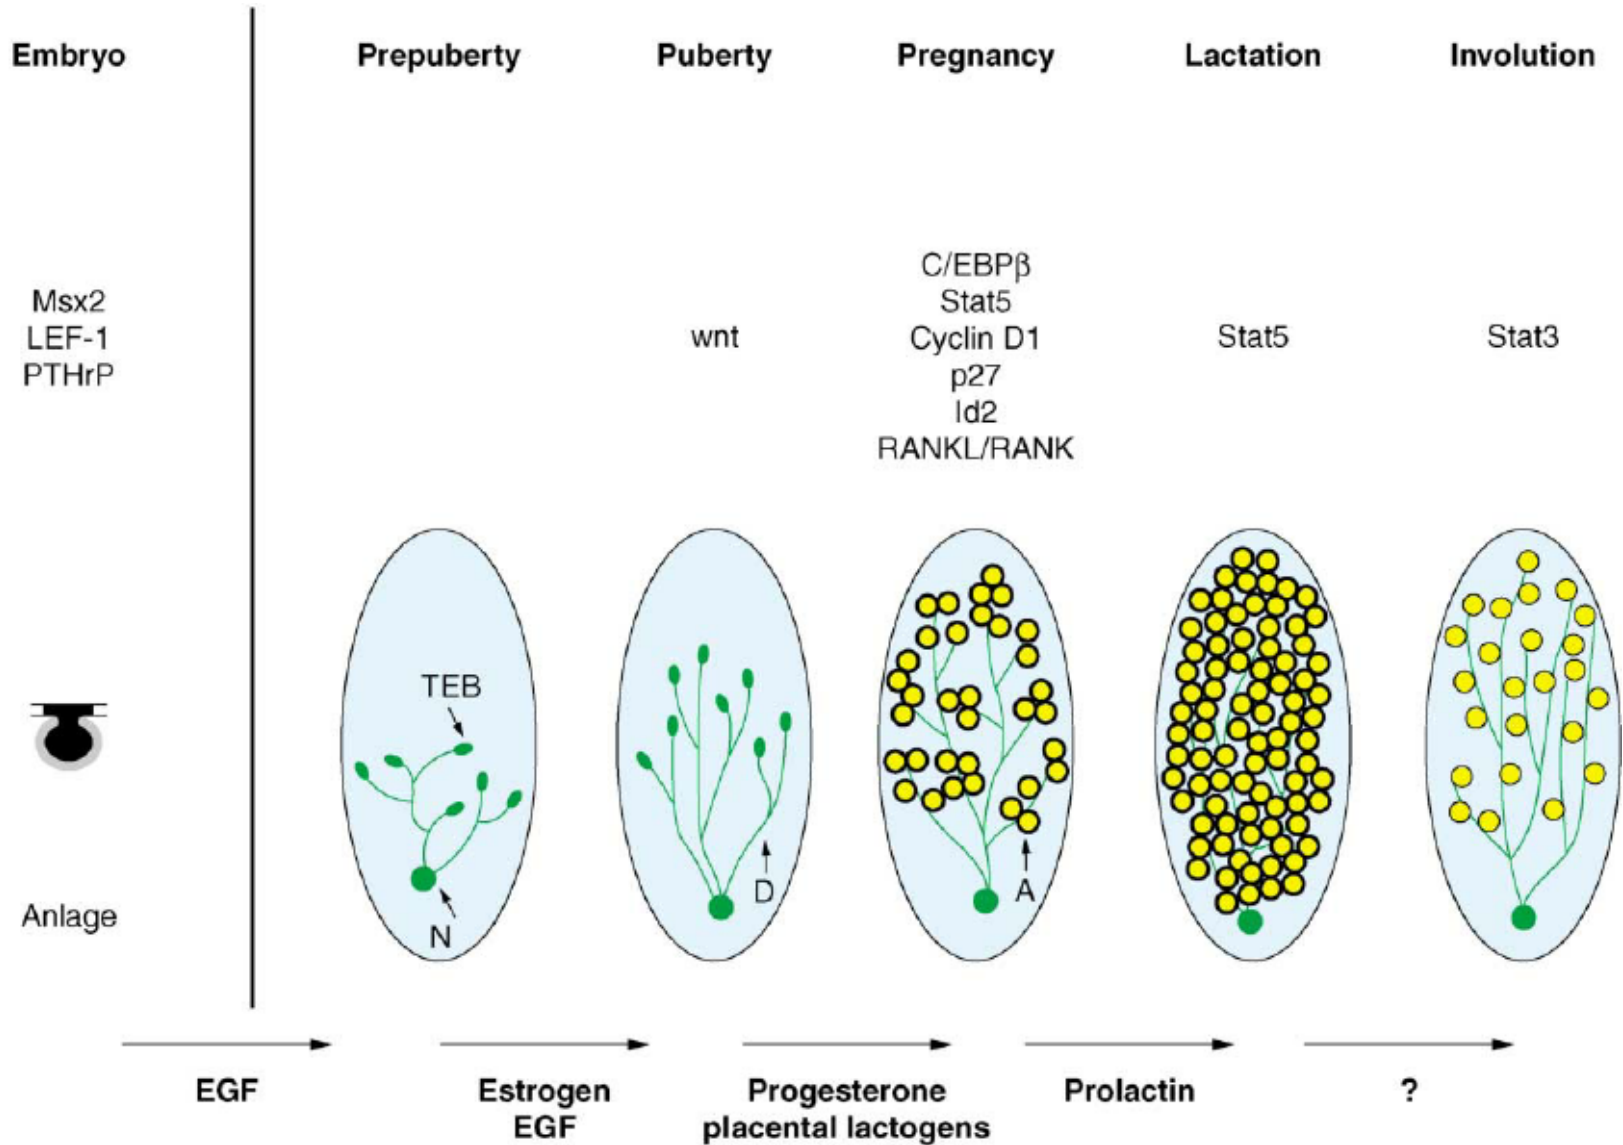 Embryo
Prepuberty
Puberty
Pregnancy
Lactation
Involution
Msx2
LEF-1
PTHrP
wnt
C/EBPβ
Stat5
Cyclin D1
p27
Id2
RANKL/RANK
Stat5
Stat3
TEB
N
D
A
Anlage
EGF
Estrogen
EGF
Progesterone
placental lactogens
Prolactin
?